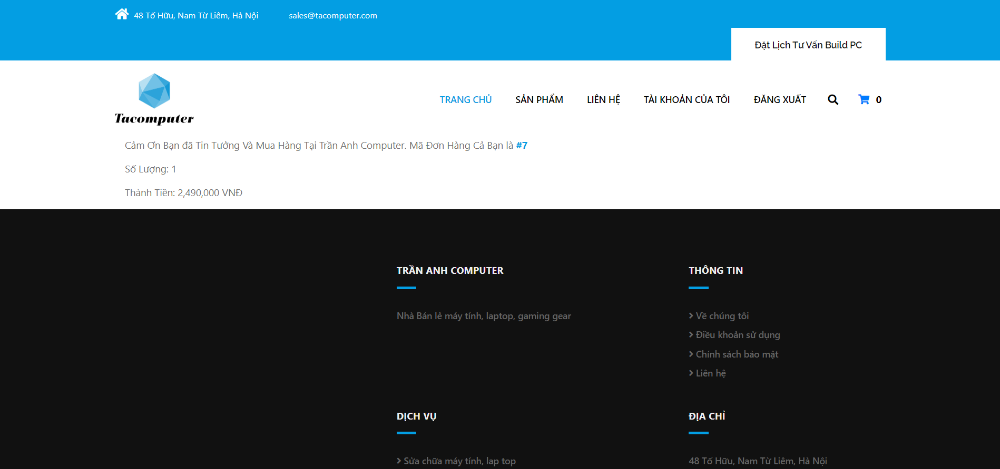 48 Tố Hữu, Nam Từ Liêm, Hà Nội
sales@tacomputer.com
Đặt Lịch Tư Vấn Build PC
Tacomputer
TRANG CHỦ
SẢN PHẨM
LIÊN HỆ
TÀI KHOẢN CỦA TÔI
ĐĂNG XUẤT
0
Cảm Ơn Bạn đã Tin Tưởng Và Mua Hàng Tại Trần Anh Computer. Mã Đơn Hàng Cả Bạn là #7
Số Lượng: 1
Thành Tiền: 2,490,000 VNĐ
TRẦN ANH COMPUTER
Nhà Bán lẻ máy tính, laptop, gaming gear
THÔNG TIN
Về chúng tôi
Điều khoản sử dụng
Chính sách bảo mật
Liên hệ
DỊCH VỤ
Sửa chữa máy tính, lap top
ĐỊA CHỈ
48 Tố Hữu, Nam Từ Liêm, Hà Nội